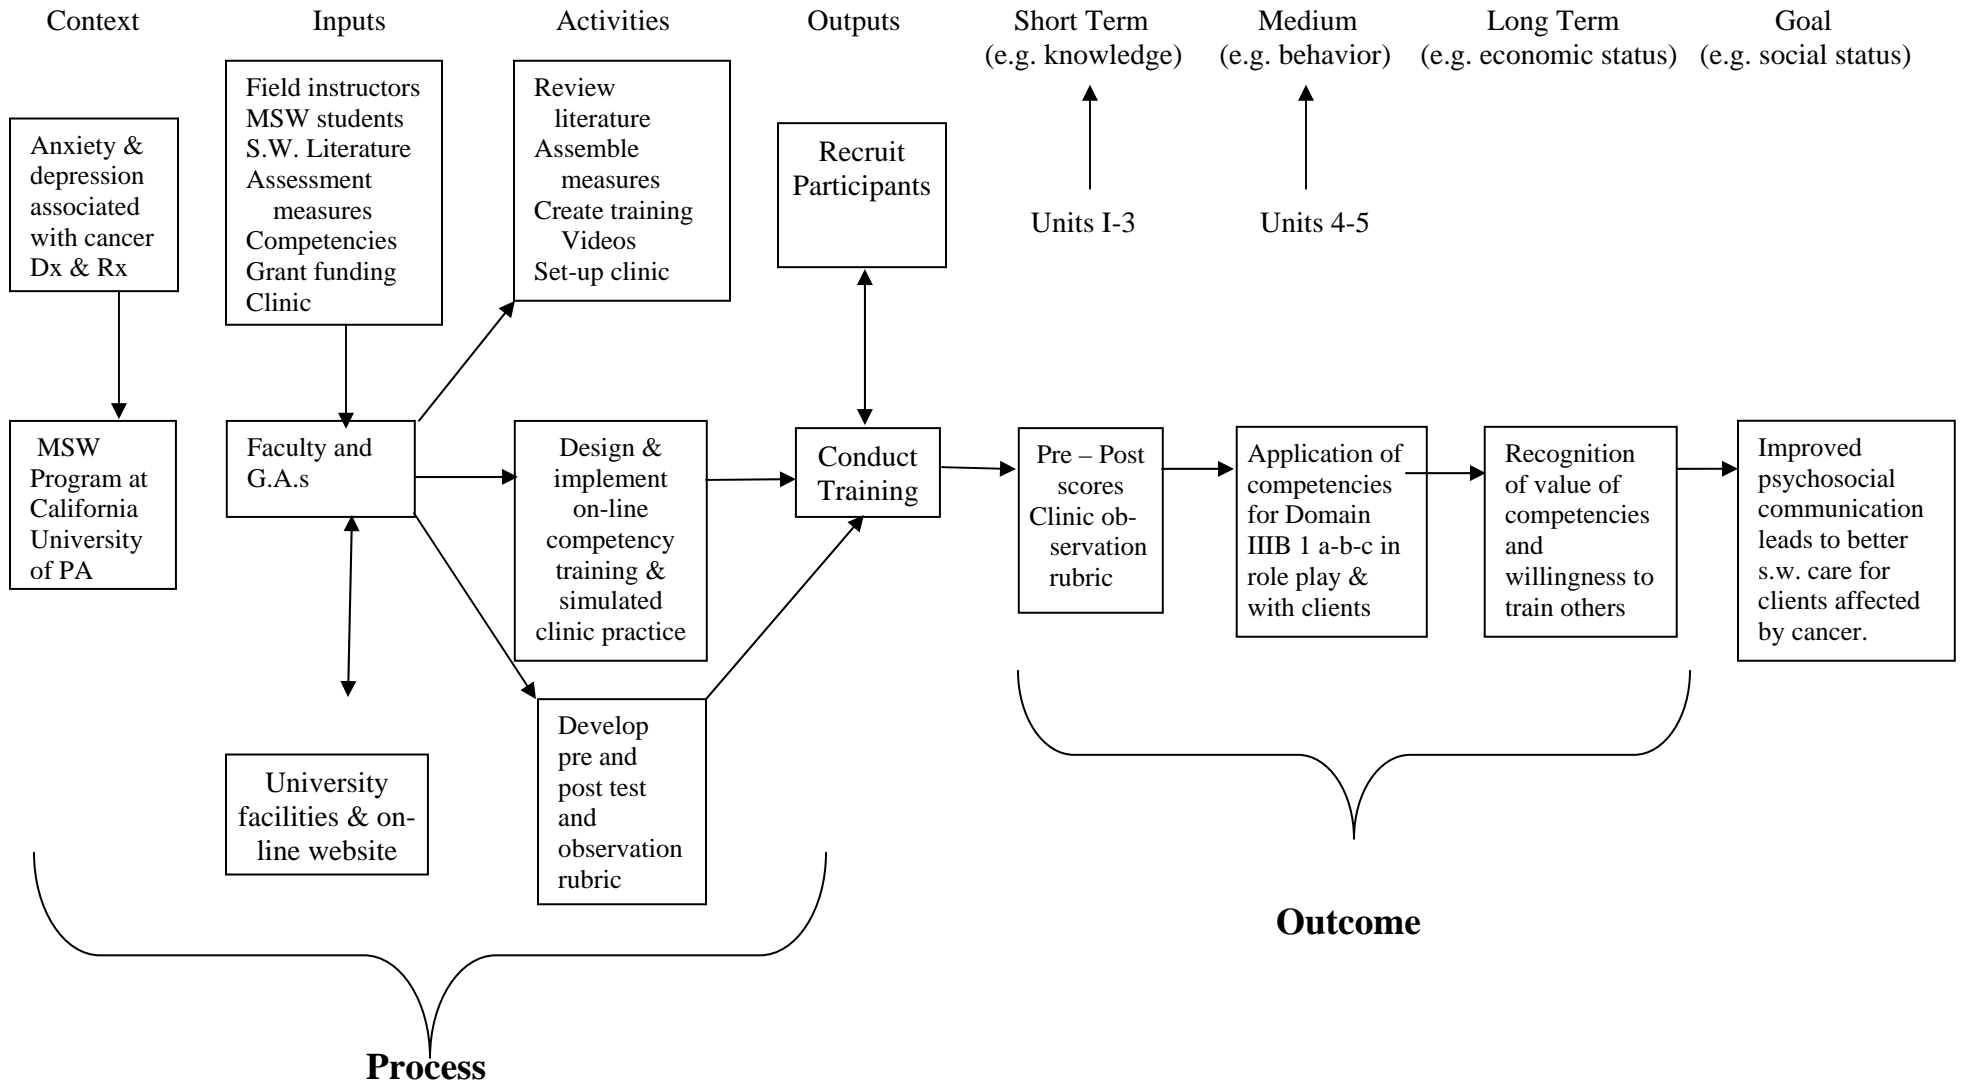 Context
Inputs
Activities
Outputs
Short Term
(e.g. knowledge)
Medium
(e.g. behavior)
Long Term
(e.g. economic status)
Goal
(e.g. social status)
Anxiety &
depression
associated
with cancer
Dx & Rx
Field instructors
MSW students
S.W. Literature
Assessment
measures
Competencies
Grant funding
Clinic
Review
literature
Assemble
measures
Create training
Videos
Set-up clinic
Recruit
Participants
Units I-3
Units 4-5
MSW
Program at
California
University
of PA
Faculty and
G.A.s
Design &
implement
on-line
competency
training &
simulated
clinic practice
Conduct
Training
Pre – Post
scores
Clinic ob-
servation
rubric
Application of
competencies
for Domain
IIIB 1 a-b-c in
role play &
with clients
Recognition
of value of
competencies
and
willingness to
train others
Improved
psychosocial
communication
leads to better
s.w. care for
clients affected
by cancer.
University
facilities & on-
line website
Develop
pre and
post test
and
observation
rubric
Outcome
Process